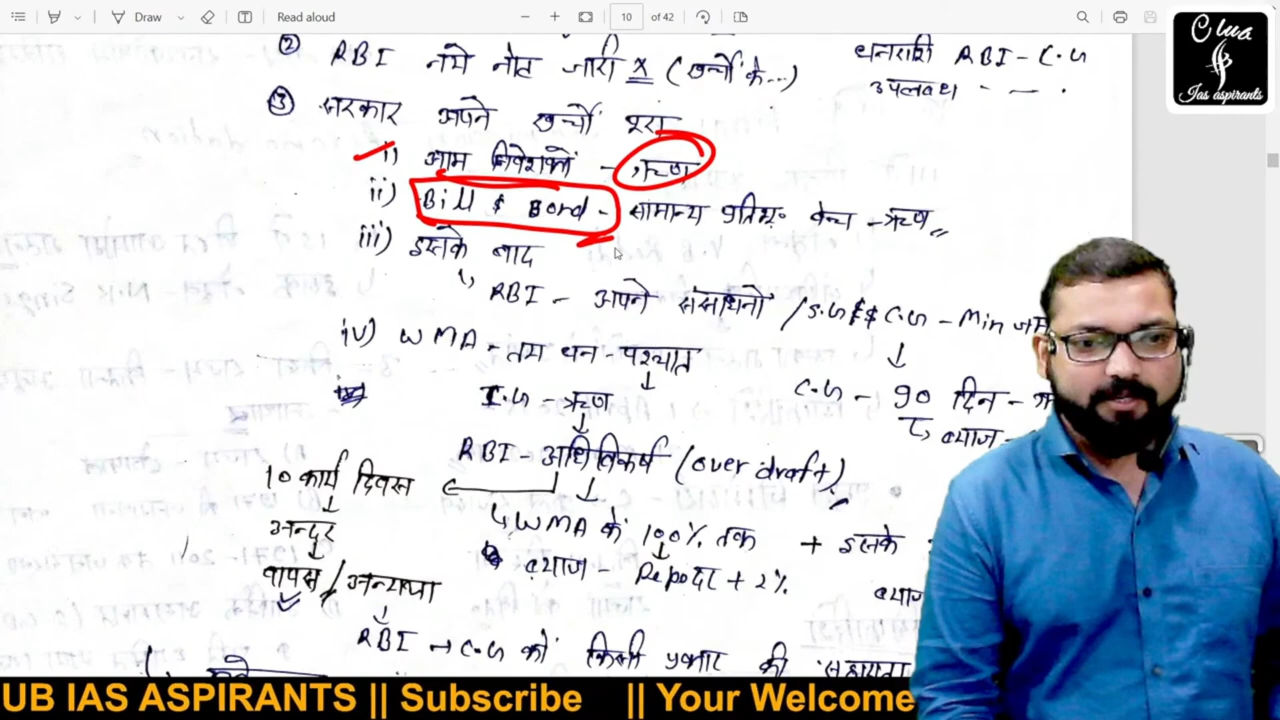 Draw
Read aloud
10 of 42
Club
Ias aspirants
② RBI नये नोट जारी X (खर्चों के...)
धनराशी RBI - C.G
उपलब्ध - - .
③ सरकार अपने खर्चों
i) आम निवेशकों - ऋण
ii) Bill & Bond - सामान्य प्रतिभू० बेच - ऋण
iii) इसके बाद
RBI - अपने संसाधनों / S.G && C.G - Min जमा
iv) WMA - तय धन - पश्चात
C.G - 90 दिन -
C.G - ऋण
ब्याज -
RBI - अधिविकर्ष (over draft)
10 कार्य दिवस
WMA के 100% तक + इसके
अन्दर
ब्याज - Repo दर + 2%
ब्याज
वापस / अन्यथा
RBI → C.G को किसी प्रकार की सहायता
UB IAS ASPIRANTS || Subscribe || Your Welcome